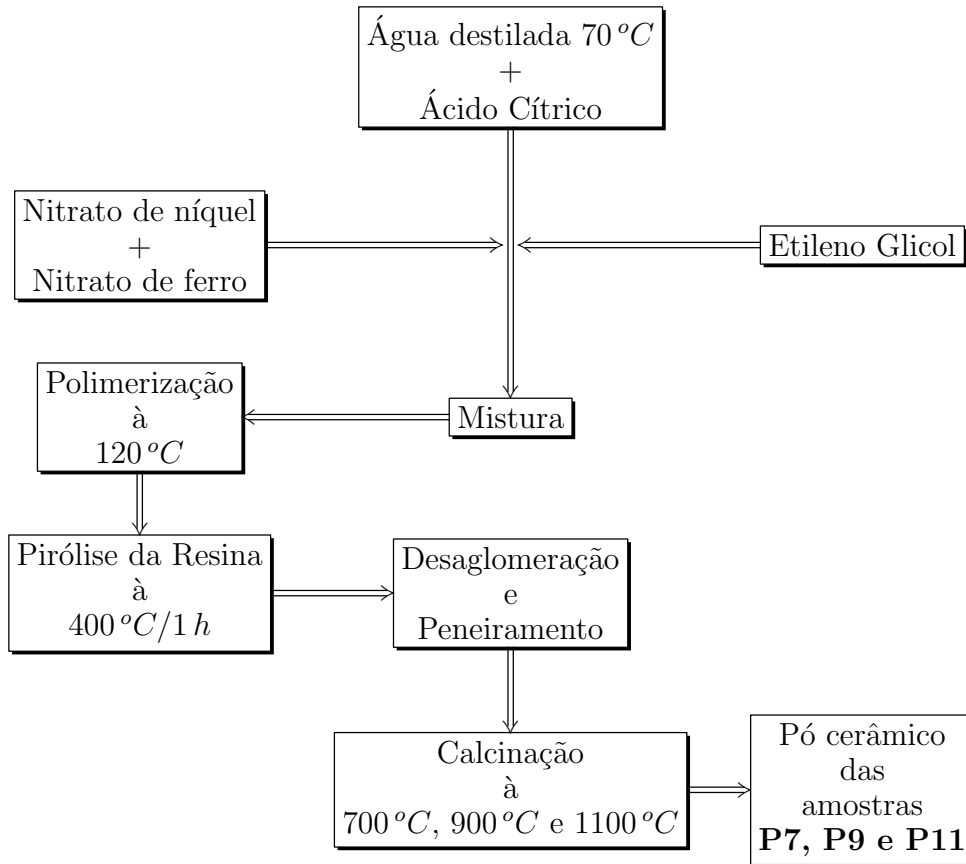 Água destilada 70 ºC
+
Ácido Cítrico
Nitrato de níquel
+
Nitrato de ferro
Etileno Glicol
Mistura
Polimerização
à
120 ºC
Pirólise da Resina
à
400 ºC/1 h
Desaglomeração
e
Peneiramento
Calcinação
à
700 ºC, 900 ºC e 1100 ºC
Pó cerâmico
das
amostras
P7, P9 e P11